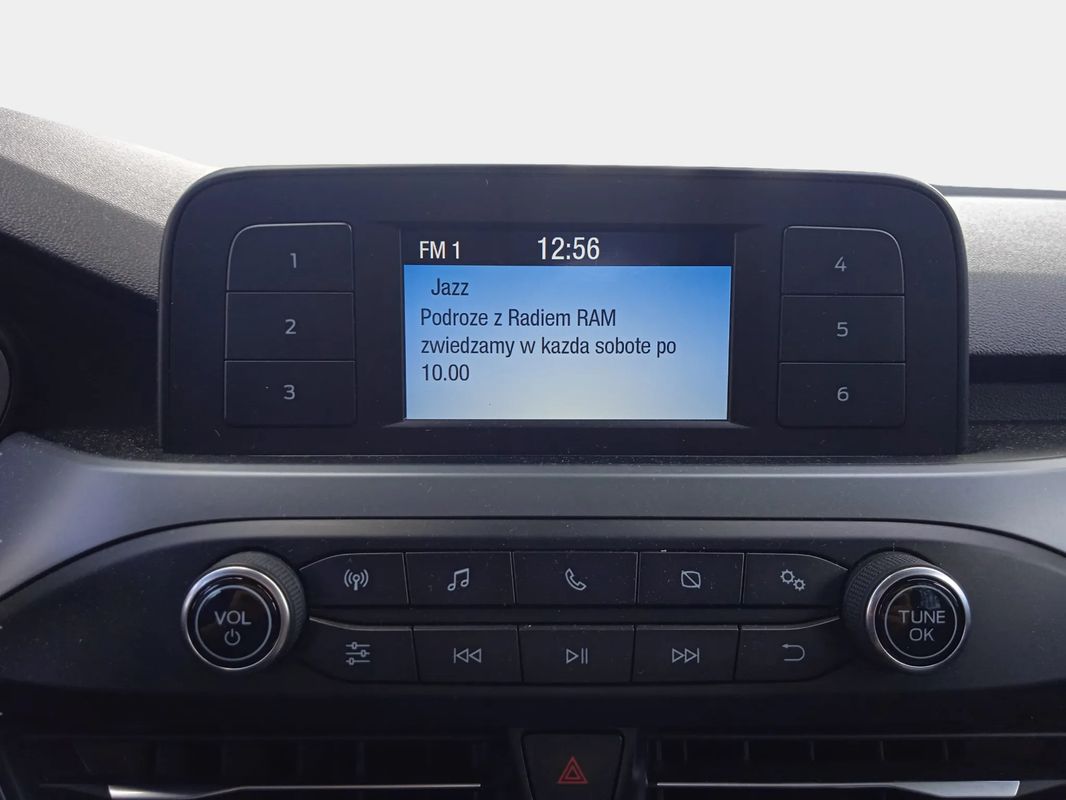 FM 1 12:56
Jazz
Podroze z Radiem RAM
zwiedzamy w kazda sobote po
10.00
1
2
3
4
5
6
VOL
TUNE
OK